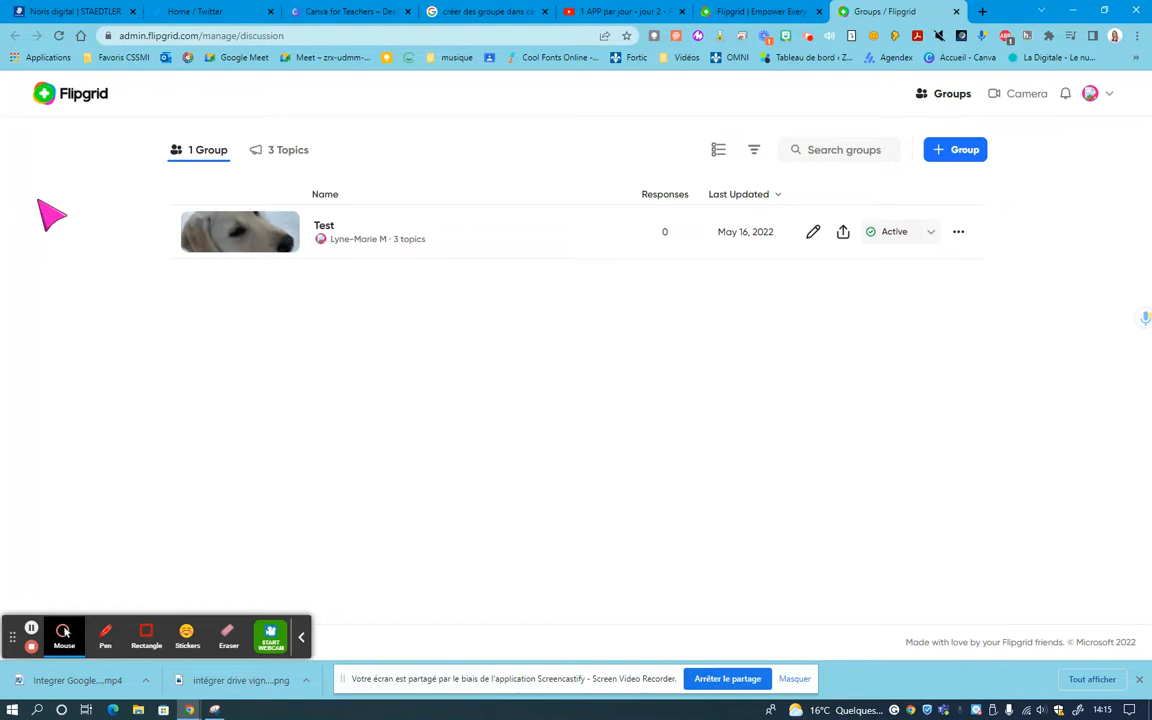 Noris digital | STAEDTLER
Home / Twitter
Canva for Teachers – Des
créer des groupe dans ca
1 APP par jour - jour 2 - F
Flipgrid | Empower Every
Groups / Flipgrid
admin.flipgrid.com/manage/discussion
Applications
Favoris CSSMI
Google Meet
Meet – zrx-udmm-...
musique
Cool Fonts Online -...
Fortic
Vidéos
OMNI
Tableau de bord ‹ Z...
Agendex
Accueil - Canva
La Digitale - Le nu...
Flipgrid
Groups
Camera
1 Group
3 Topics
Search groups
Group
Name
Responses
Last Updated
Test
Lyne-Marie M · 3 topics
0
May 16, 2022
Active
Mouse
Pen
Rectangle
Stickers
Eraser
START
WEBCAM
Made with love by your Flipgrid friends. © Microsoft 2022
Integrer Google....mp4
intégrer drive vign....png
Votre écran est partagé par le biais de l'application Screencastify - Screen Video Recorder.
Arrêter le partage
Masquer
Tout afficher
16°C Quelques...
14:15